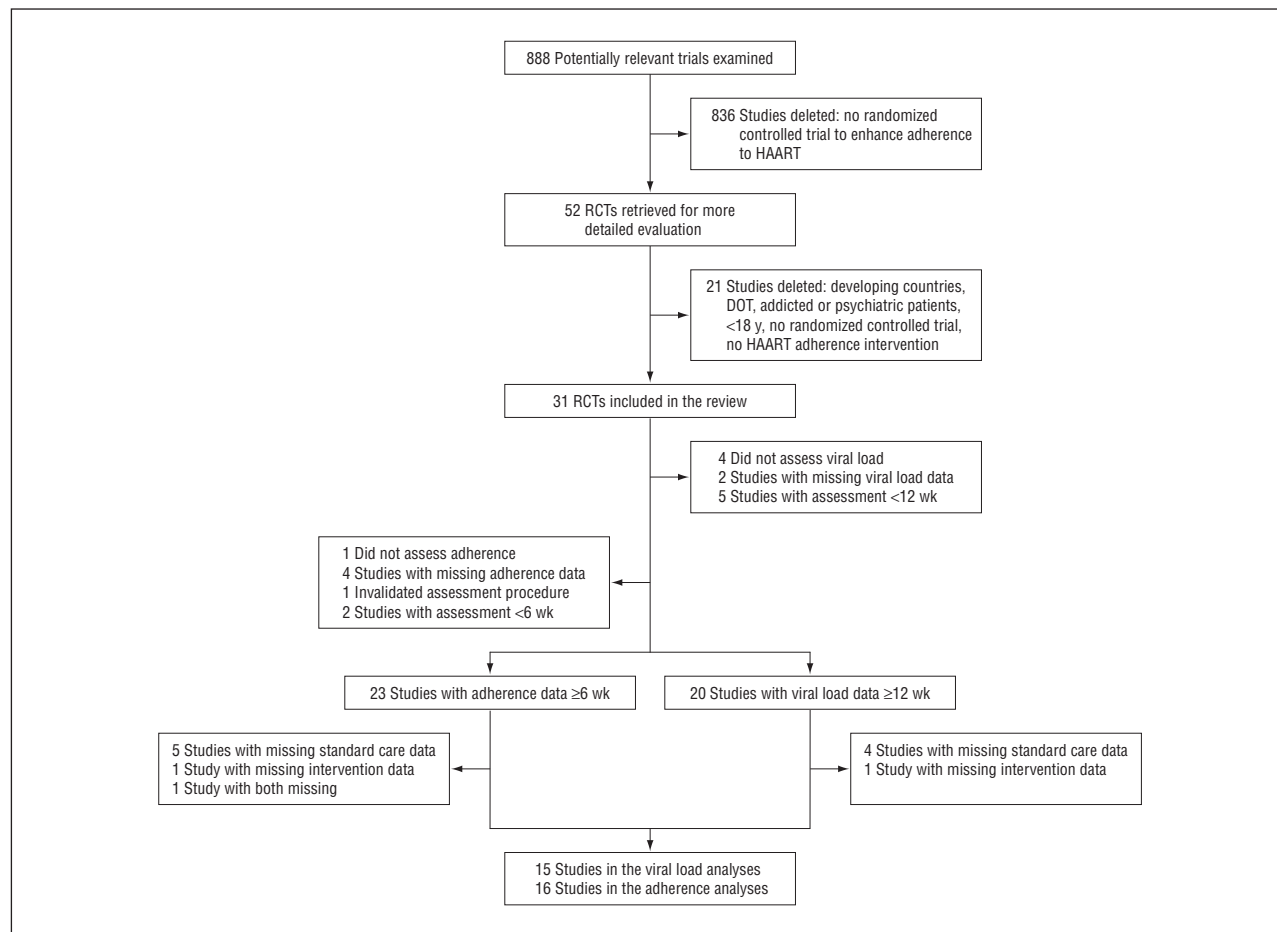 888 Potentially relevant trials examined
836 Studies deleted: no randomized
controlled trial to enhance adherence
to HAART
52 RCTs retrieved for more
detailed evaluation
21 Studies deleted: developing countries,
DOT, addicted or psychiatric patients,
<18 y, no randomized controlled trial,
no HAART adherence intervention
31 RCTs included in the review
4 Did not assess viral load
2 Studies with missing viral load data
5 Studies with assessment <12 wk
1 Did not assess adherence
4 Studies with missing adherence data
1 Invalidated assessment procedure
2 Studies with assessment <6 wk
23 Studies with adherence data ≥6 wk
20 Studies with viral load data ≥12 wk
5 Studies with missing standard care data
1 Study with missing intervention data
1 Study with both missing
4 Studies with missing standard care data
1 Study with missing intervention data
15 Studies in the viral load analyses
16 Studies in the adherence analyses